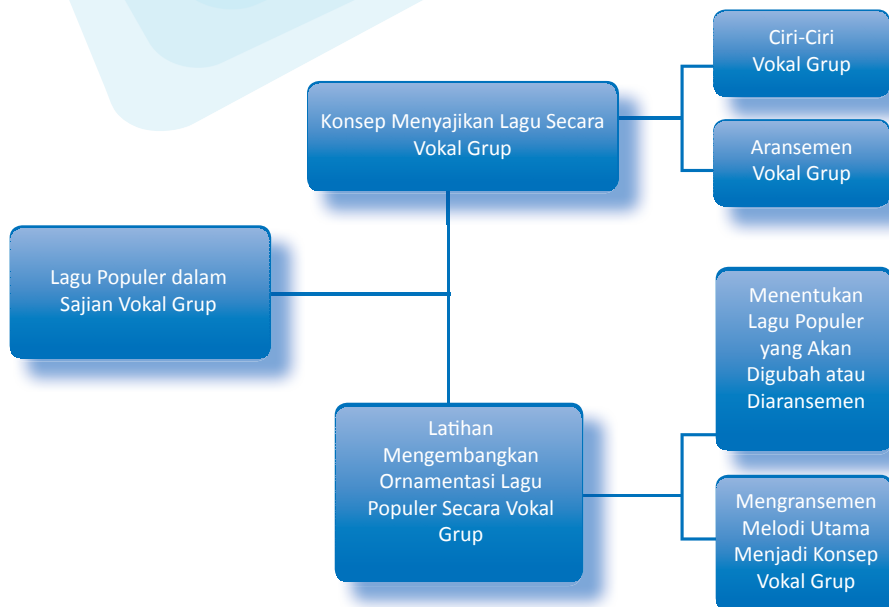 Lagu Populer dalam
Sajian Vokal Grup
Konsep Menyajikan Lagu Secara
Vokal Grup
Ciri-Ciri
Vokal Grup
Aransemen
Vokal Grup
Latihan
Mengembangkan
Ornamentasi Lagu
Populer Secara Vokal
Grup
Menentukan
Lagu Populer
yang Akan
Digubah atau
Diaransemen
Mengransemen
Melodi Utama
Menjadi Konsep
Vokal Grup